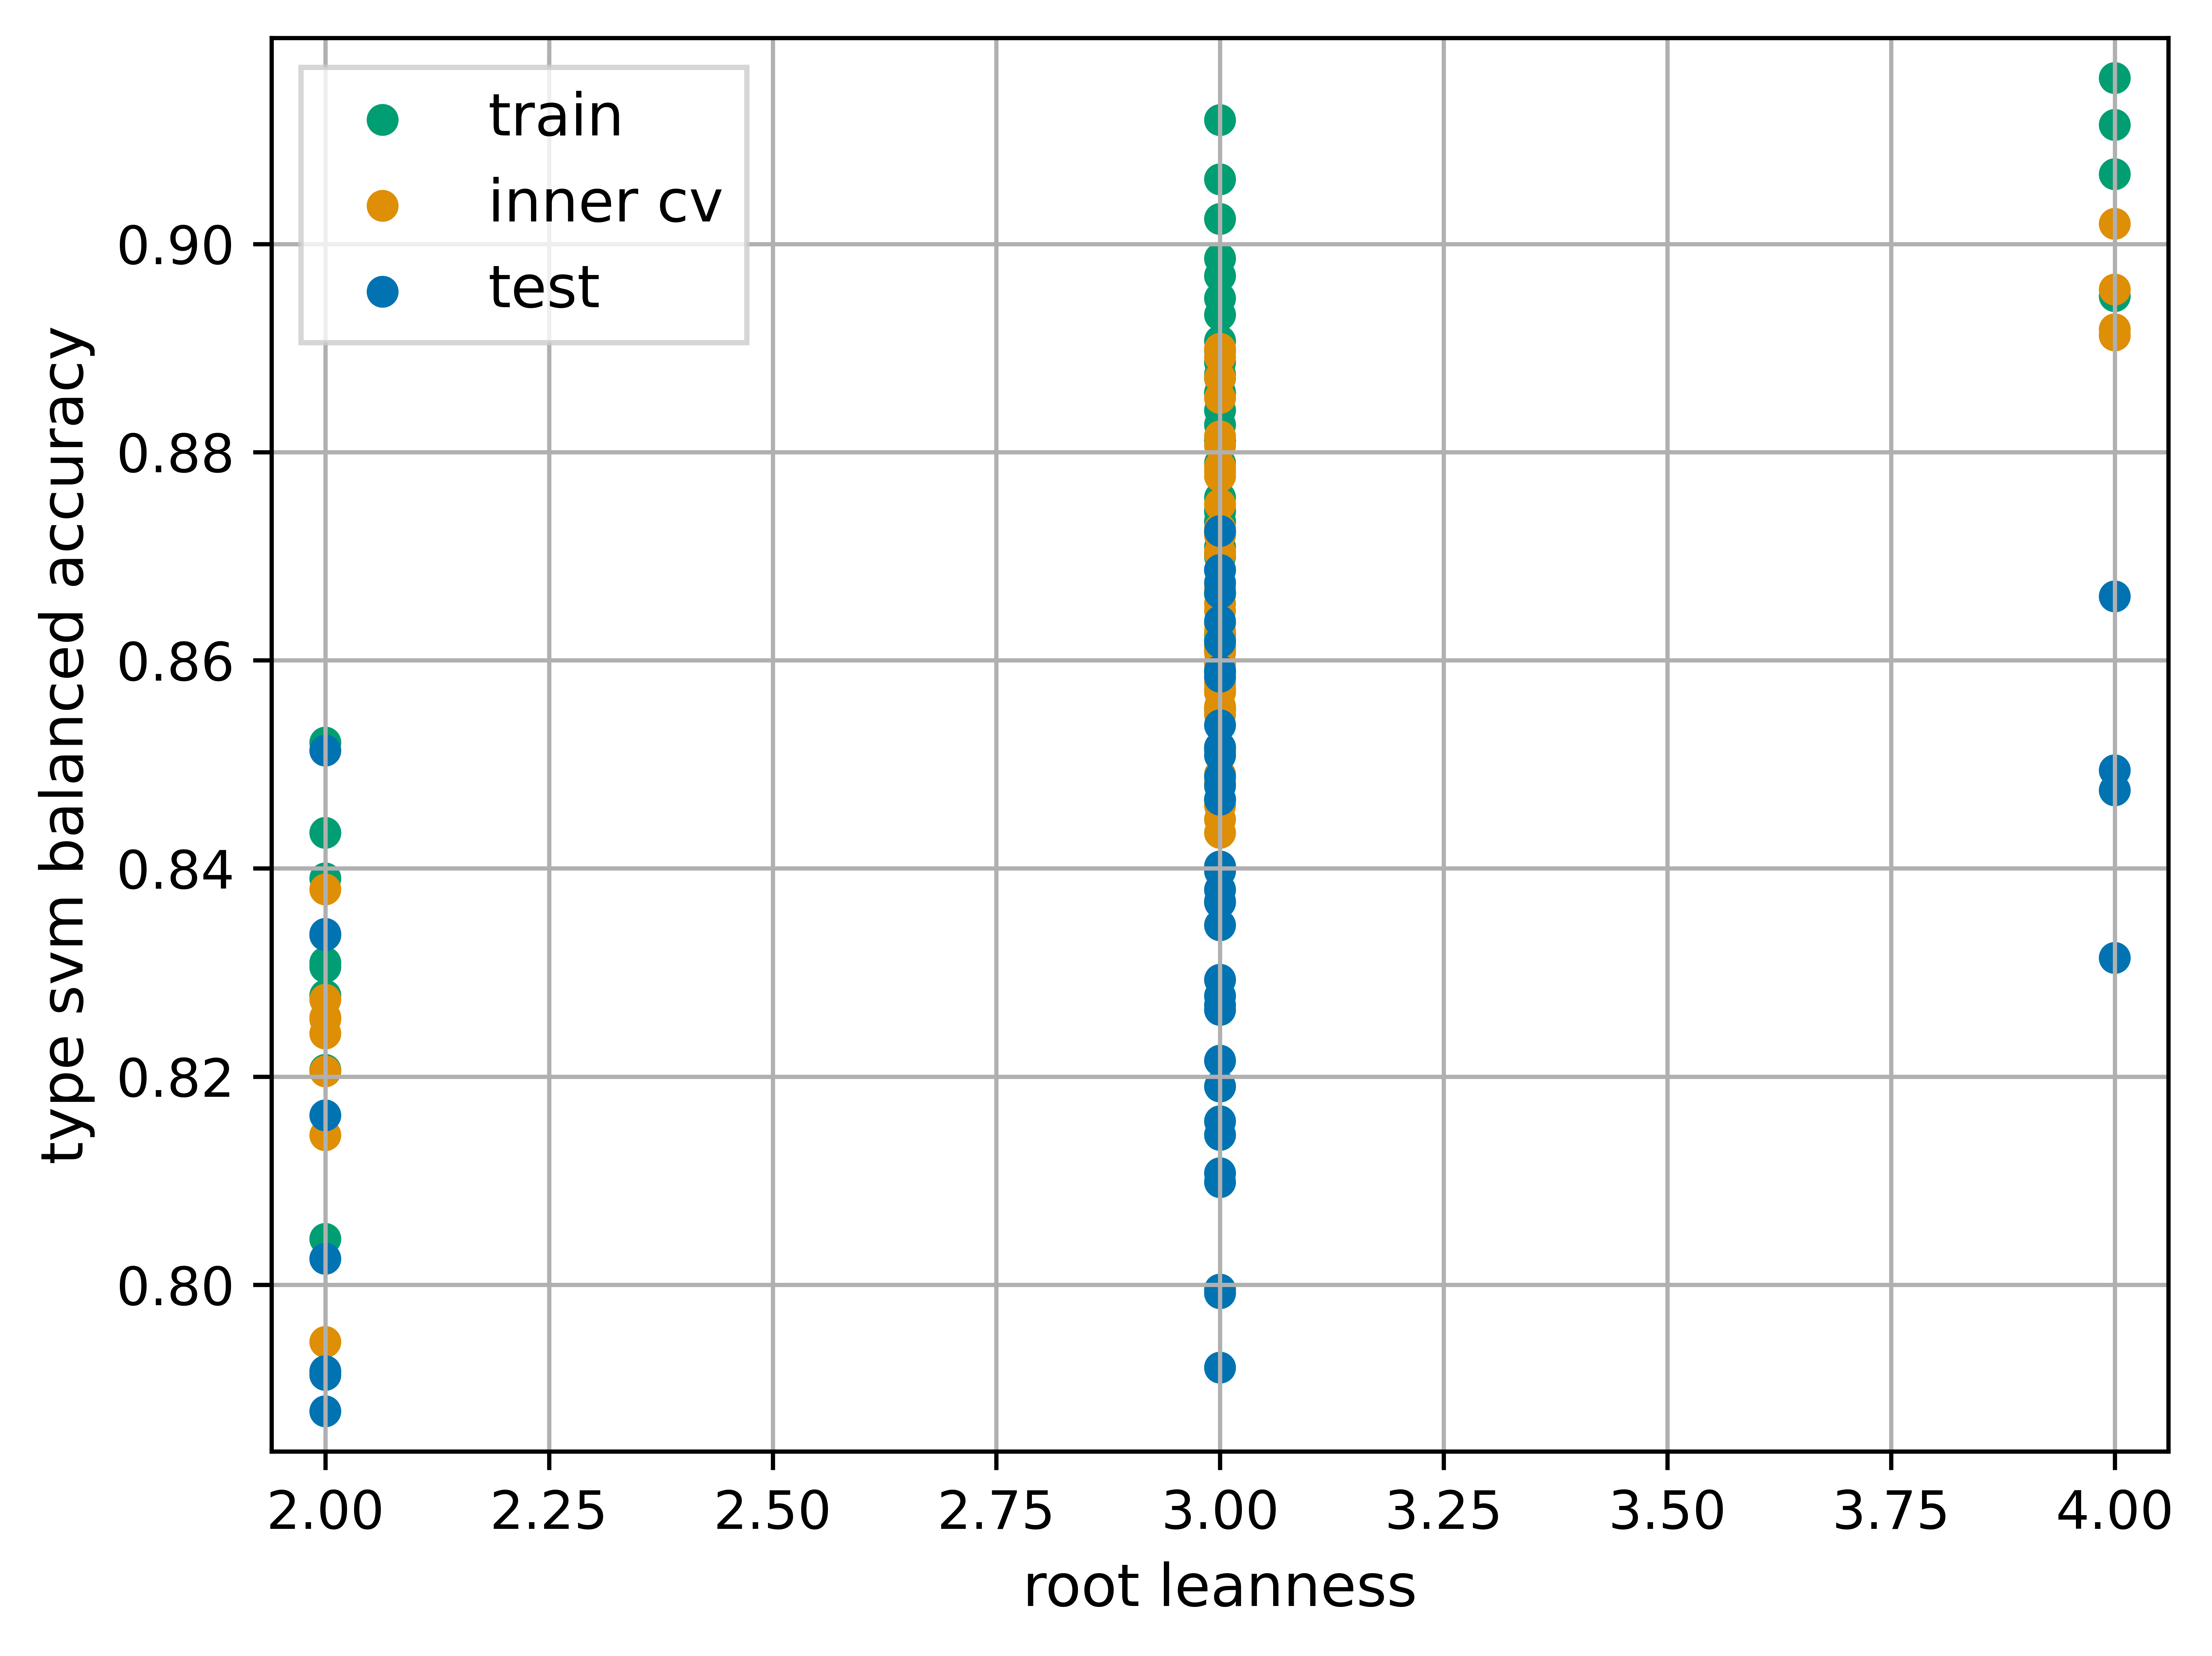 train
inner cv
test
type svm balanced accuracy
0.90
0.88
0.86
0.84
0.82
0.80
2.00 2.25 2.50 2.75 3.00 3.25 3.50 3.75 4.00
root leanness